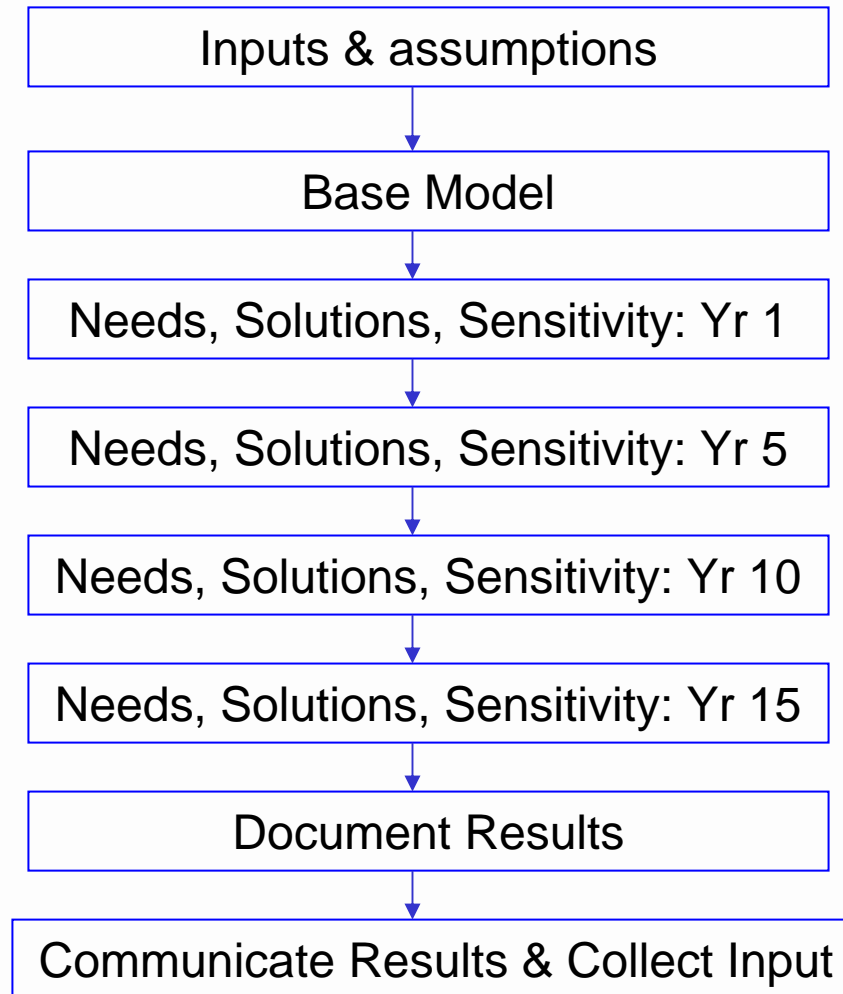 Inputs & assumptions
Base Model
Needs, Solutions, Sensitivity: Yr 1
Needs, Solutions, Sensitivity: Yr 5
Needs, Solutions, Sensitivity: Yr 10
Needs, Solutions, Sensitivity: Yr 15
Document Results
Communicate Results & Collect Input